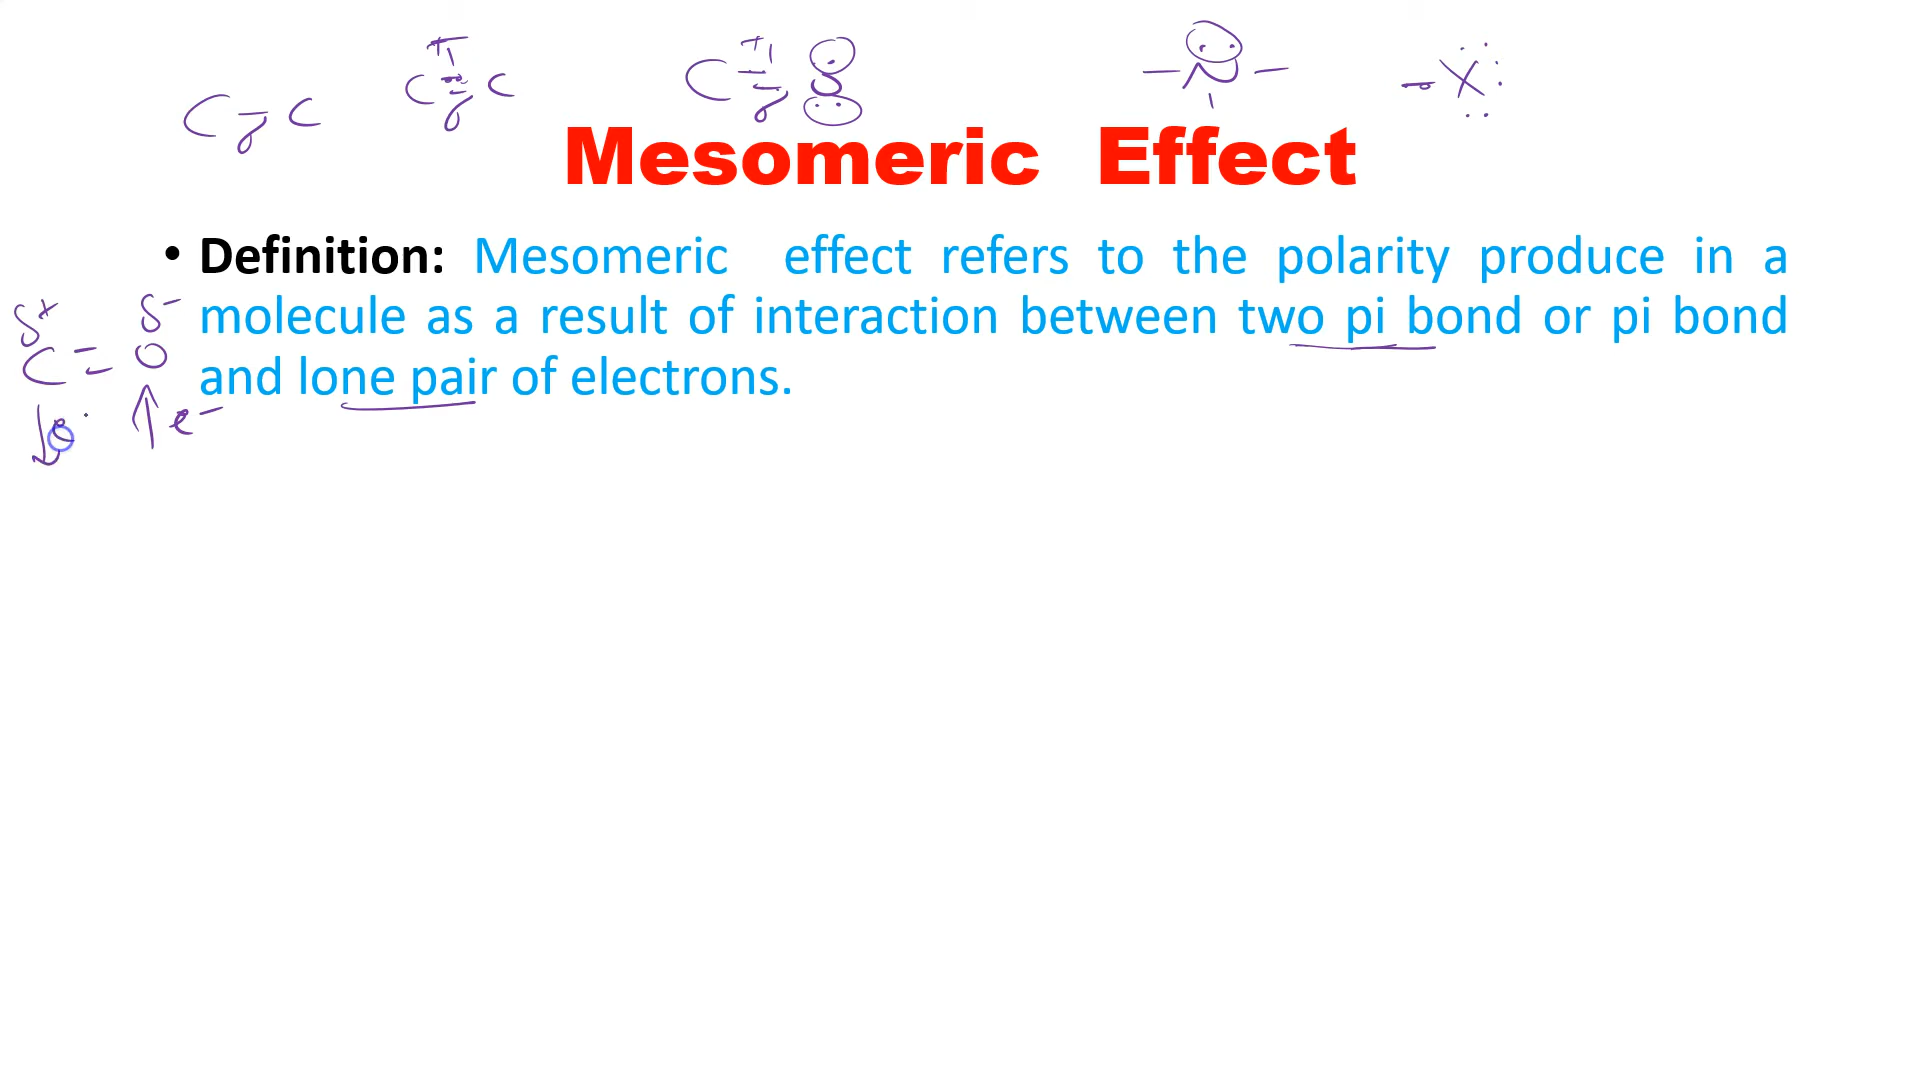 C σ C
C π σ C
C π σ O
N
X
Mesomeric Effect
• Definition: Mesomeric effect refers to the polarity produce in a
molecule as a result of interaction between two pi bond or pi bond
and lone pair of electrons.
δ+ δ-
C = O
e-